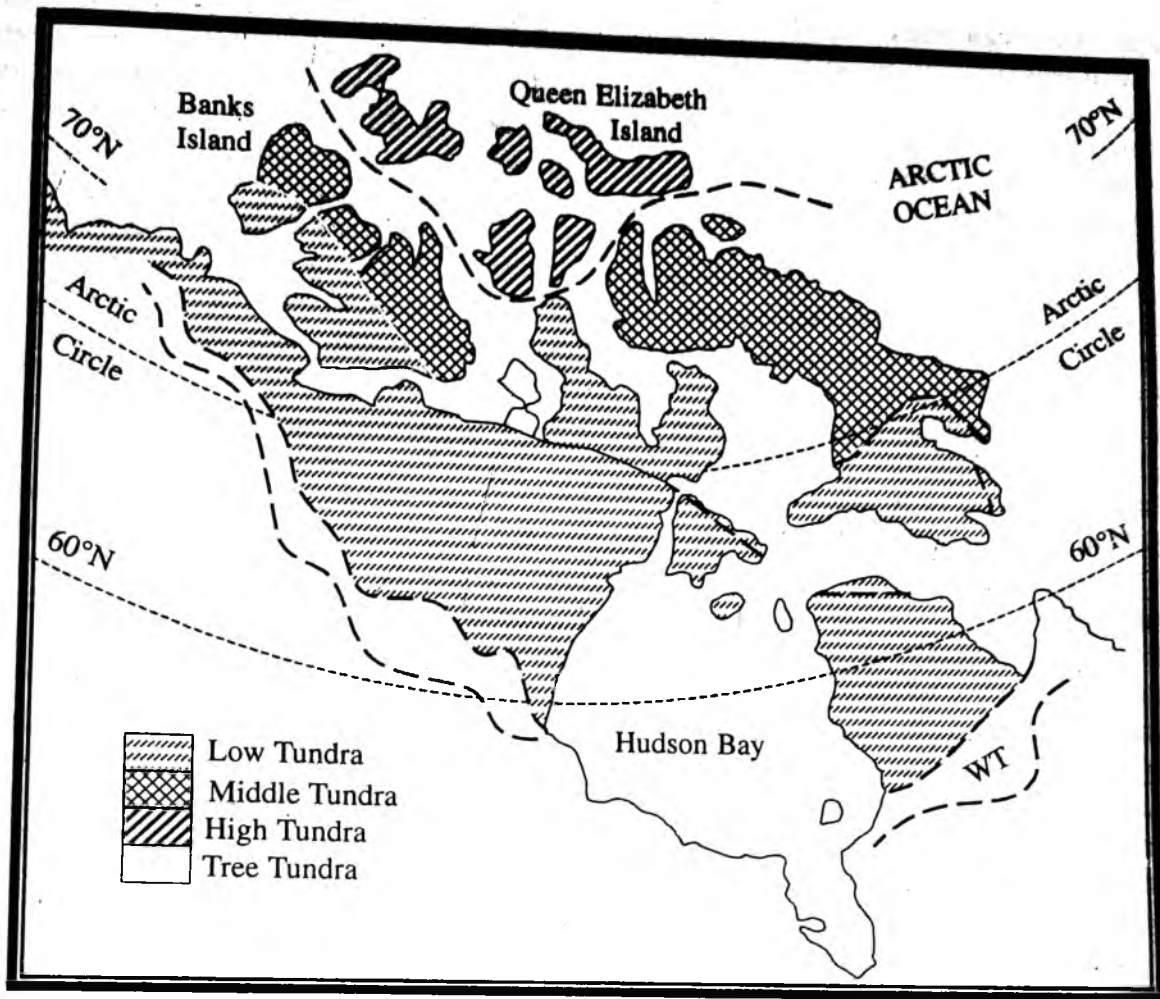 Banks
Island
Queen Elizabeth
Island
70°N
70°N
ARCTIC
OCEAN
Arctic
Circle
Arctic
Circle
60°N
60°N
Hudson Bay
WT
Low Tundra
Middle Tundra
High Tundra
Tree Tundra